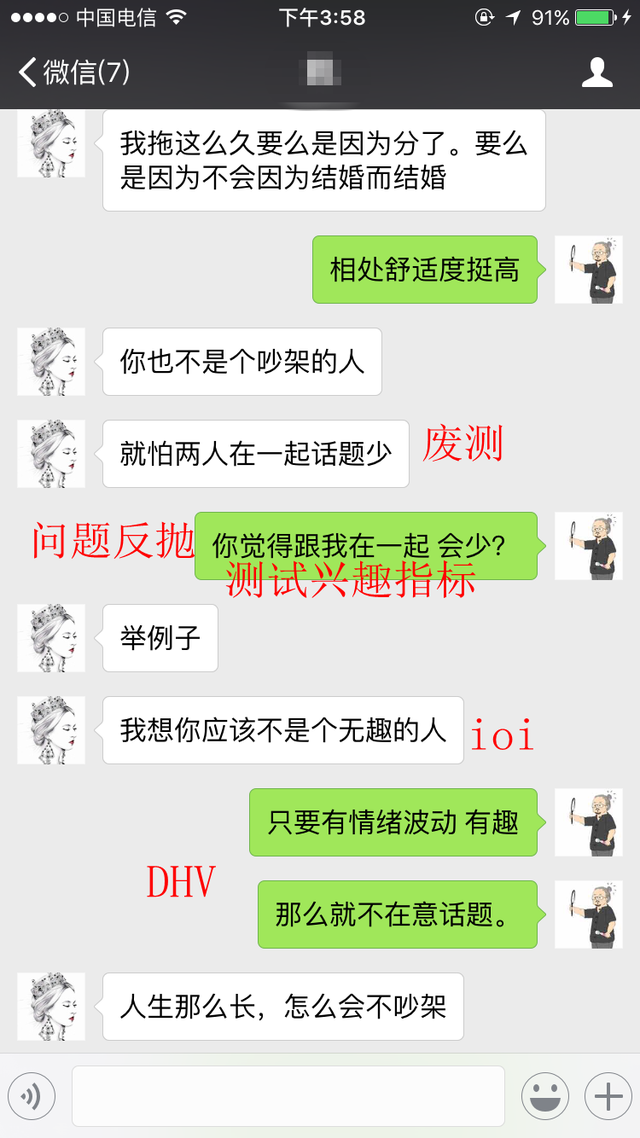 中国电信 下午3:58 91%
微信(7)
我拖这么久要么是因为分了。要么
是因为不会因为结婚而结婚
相处舒适度挺高
你也不是个吵架的人
就怕两人在一起话题少
废测
问题反抛
你觉得跟我在一起 会少?
测试兴趣指标
举例子
我想你应该不是个无趣的人
ioi
只要有情绪波动 有趣
DHV
那么就不在意话题。
人生那么长，怎么会不吵架